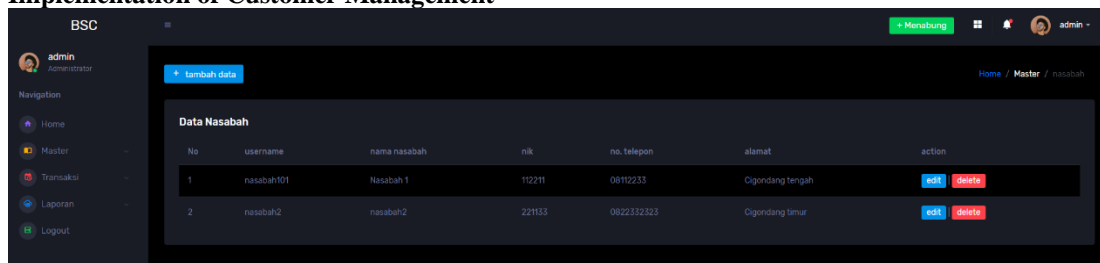 Implementation of Customer Management
BSC
+ Menabung
admin
admin
Administrator
+ tambah data
Home / Master / nasabah
Navigation
Home
Master
Transaksi
Laporan
Logout
Data Nasabah
No username nama nasabah nik no. telepon alamat action
1 nasabah101 Nasabah 1 112211 08112233 Cigondang tengah edit | delete
2 nasabah2 nasabah2 221133 0822332323 Cigondang timur edit | delete